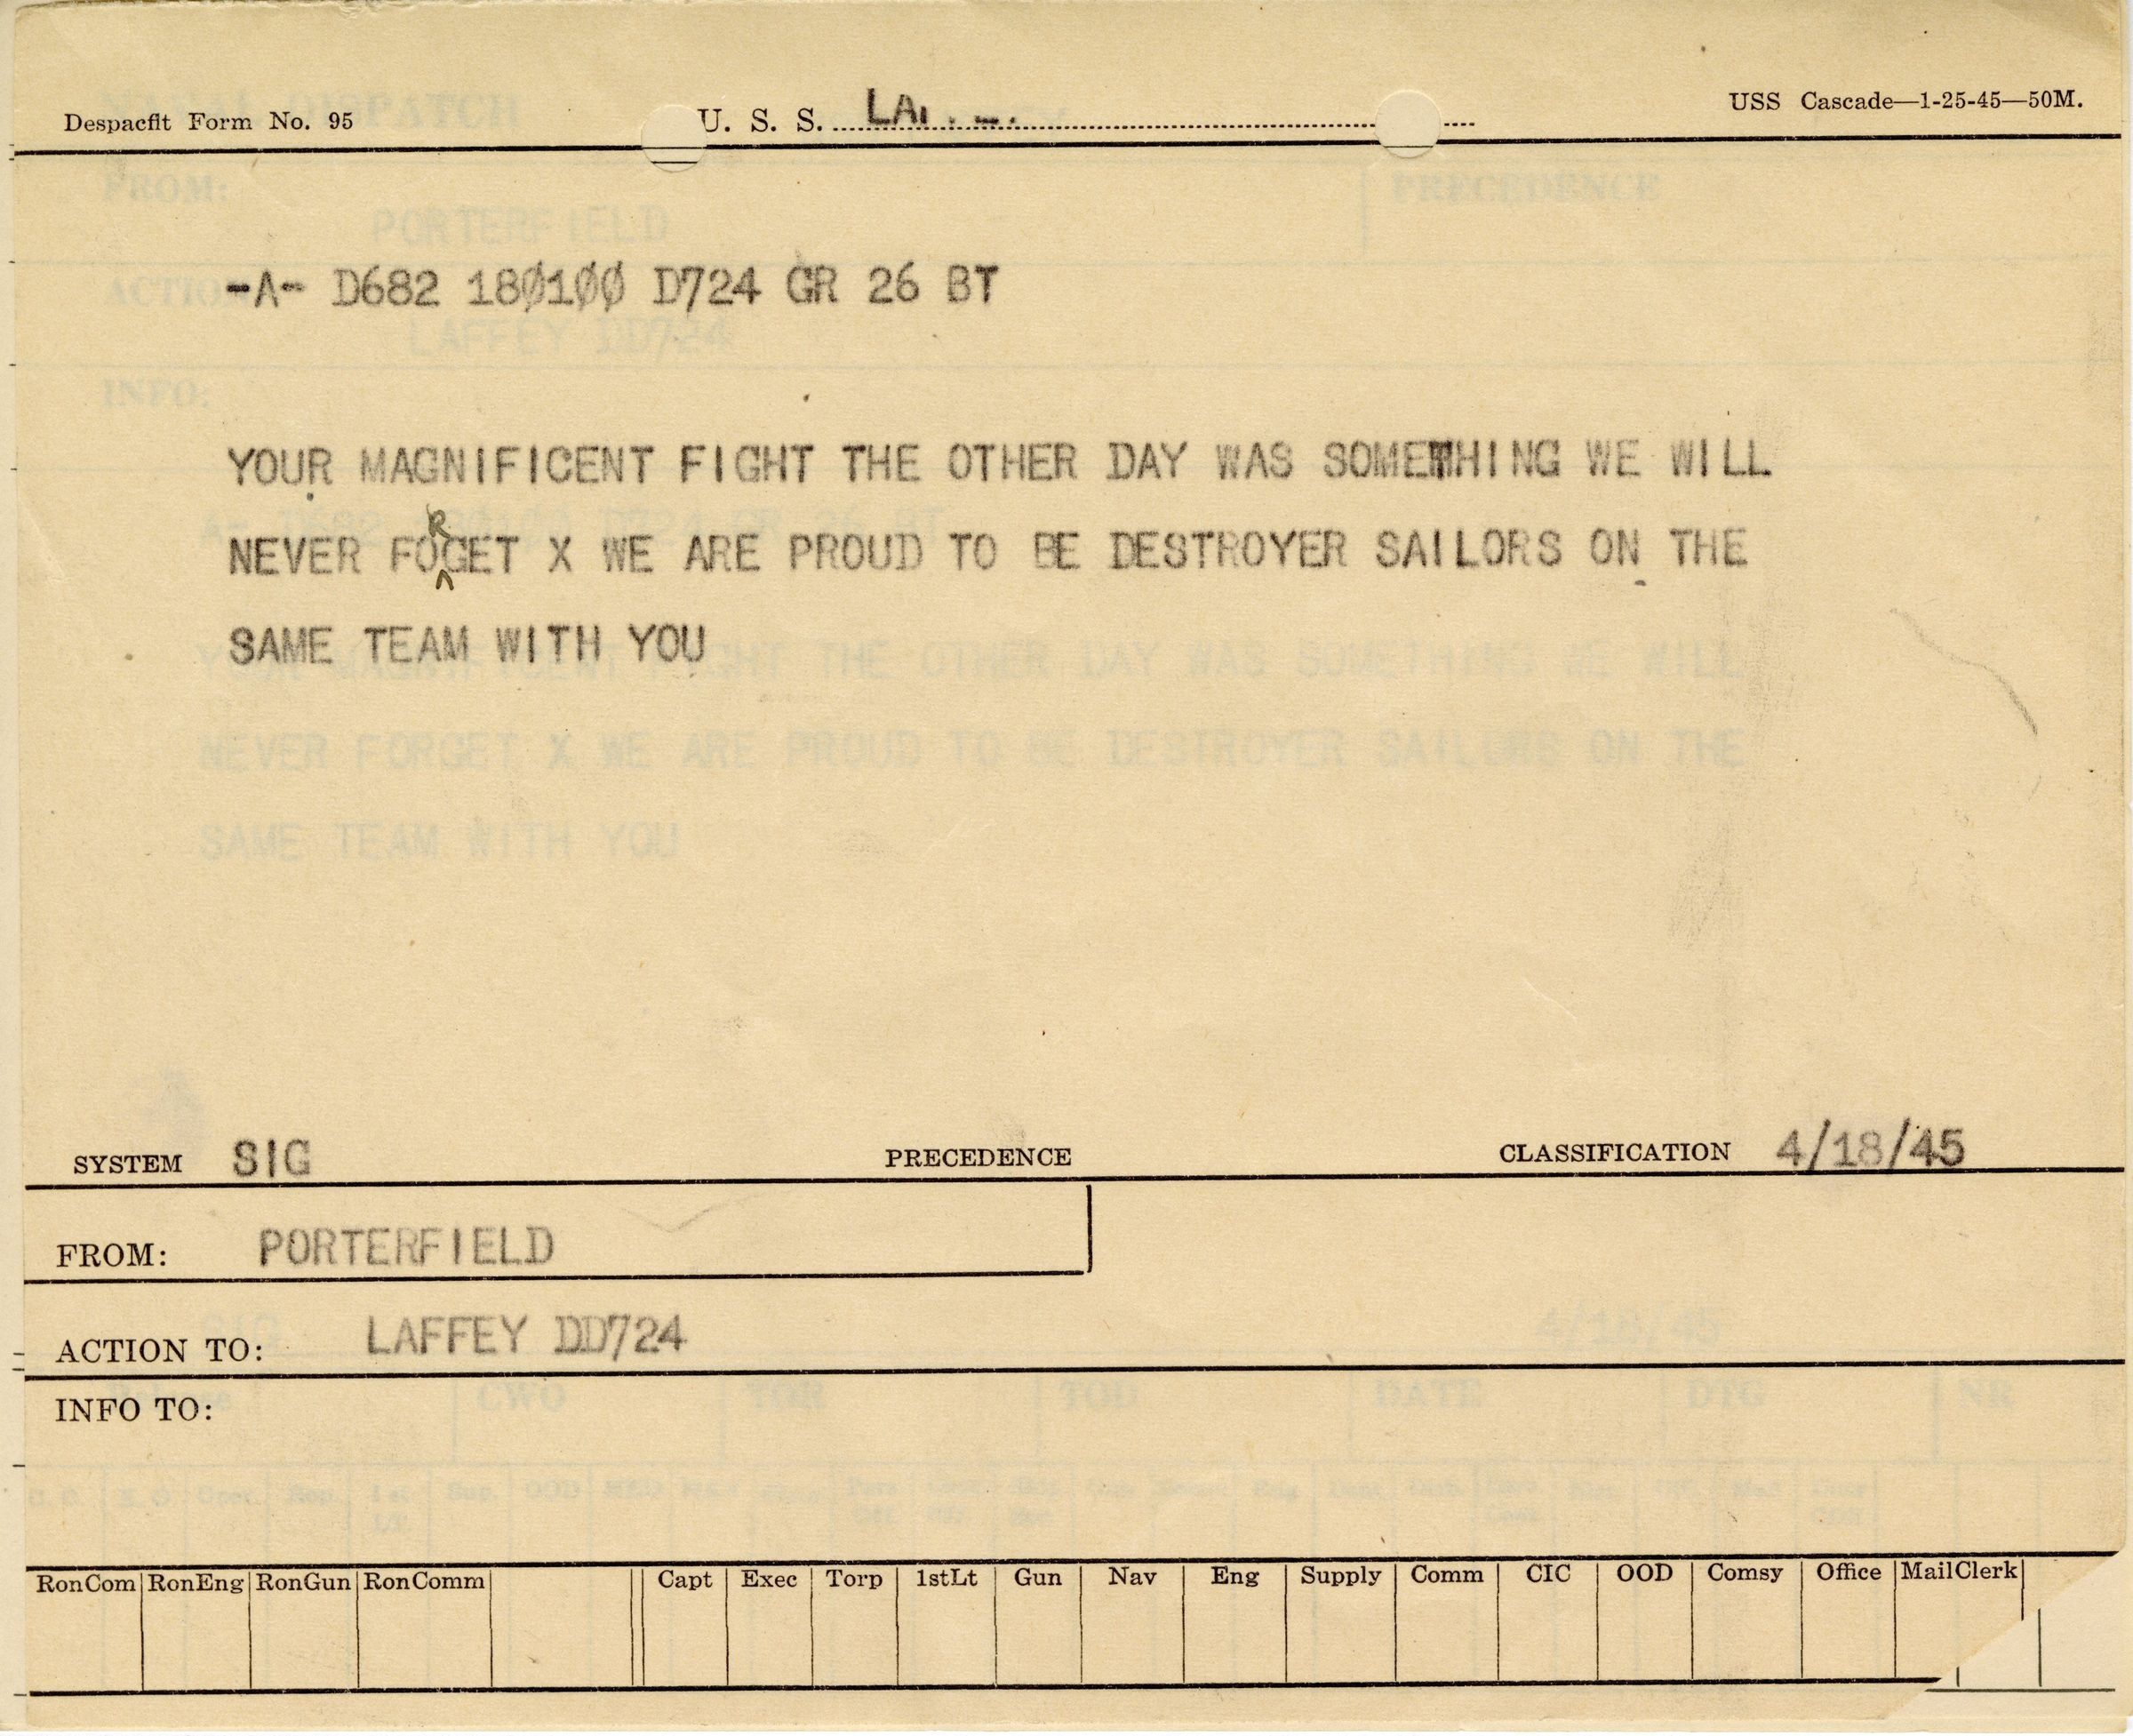 Despacfit Form No. 95
U. S. S.
USS Cascade—1-25-45—50M.
-A- D682 18Ø1ØØ D724 GR 26 BT
YOUR MAGNIFICENT FIGHT THE OTHER DAY WAS SOMETHING WE WILL
NEVER FORGET X WE ARE PROUD TO BE DESTROYER SAILORS ON THE
SAME TEAM WITH YOU
SYSTEM SIG PRECEDENCE CLASSIFICATION 4/18/45
FROM: PORTERFIELD
ACTION TO: LAFFEY DD724
INFO TO:
RonCom RonEng RonGun RonComm Capt Exec Torp 1stLt Gun Nav Eng Supply Comm CIC OOD Comsy Office MailClerk